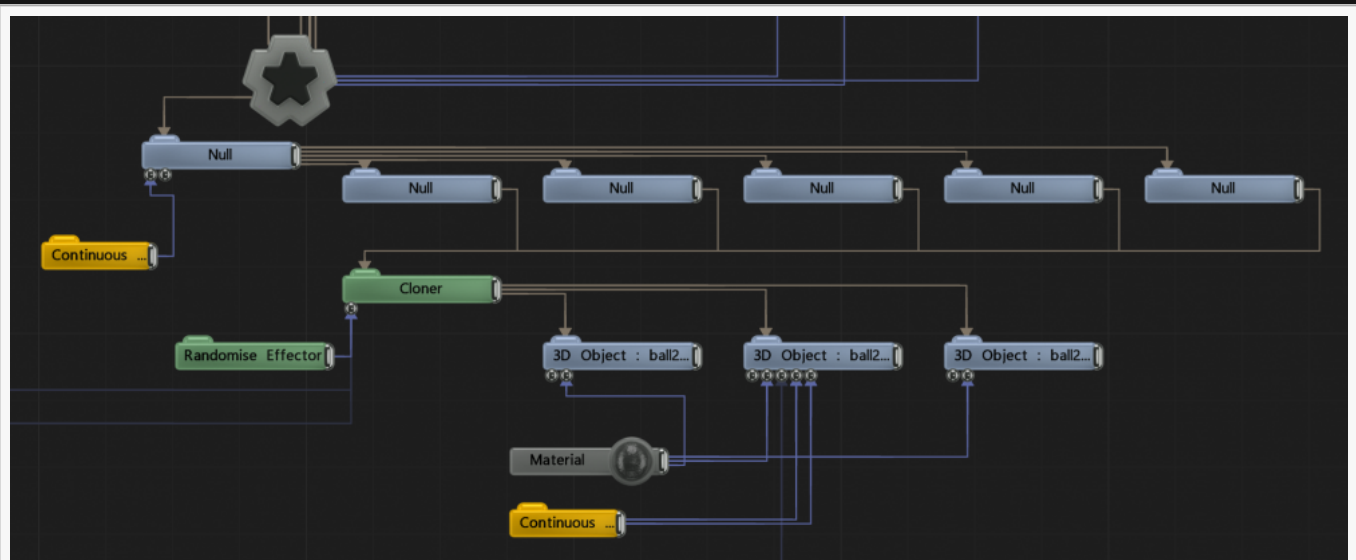 Null
Null
Null
Null
Null
Null
Continuous ...
Cloner
Randomise Effector
3D Object : ball2...
3D Object : ball2...
3D Object : ball2...
Material
Continuous ...